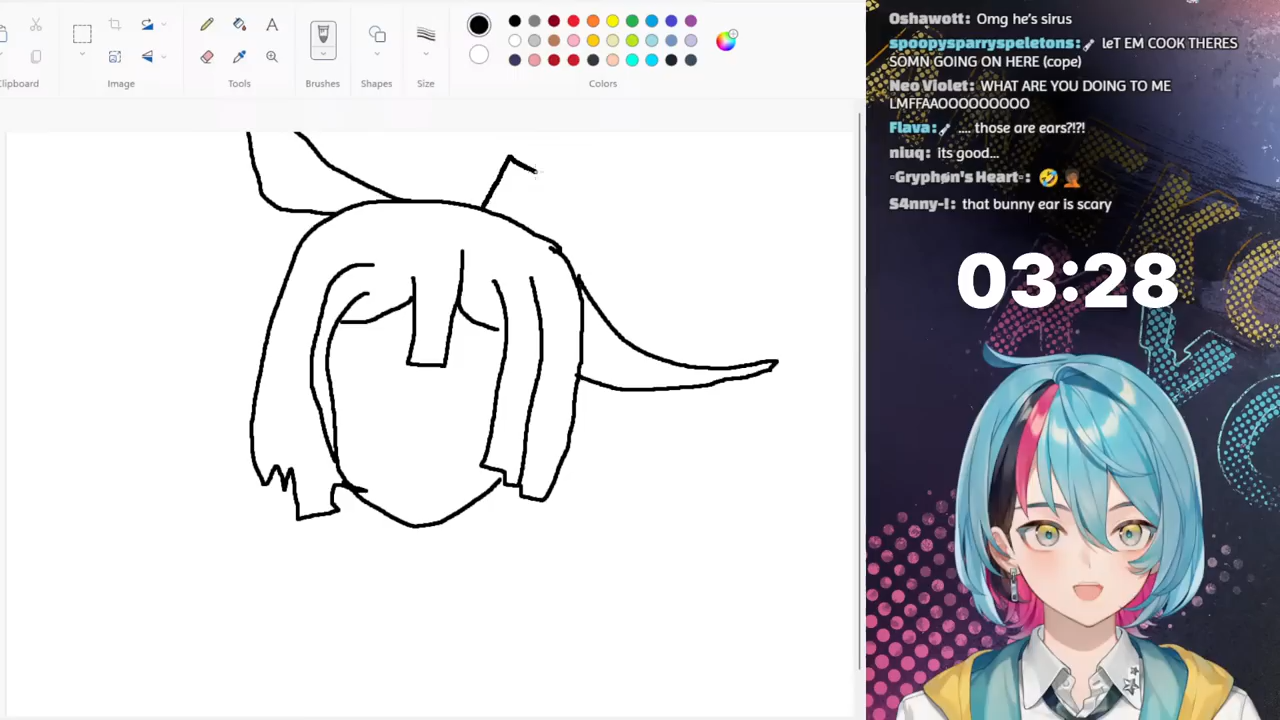 Clipboard
Image
Tools
Brushes
Shapes
Size
Colors
Oshawott: Omg he's sirus
spoopysparryspeletons: leT EM COOK THERES
SOMN GOING ON HERE (cope)
Neo Violet: WHAT ARE YOU DOING TO ME
LMFFAAOOOOOOOOO
Flava: .... those are ears?!?!
niuq: its good...
▫Gryphøn's Heart▫: 🤣 🤦🏾
S4nny-!: that bunny ear is scary
03:28